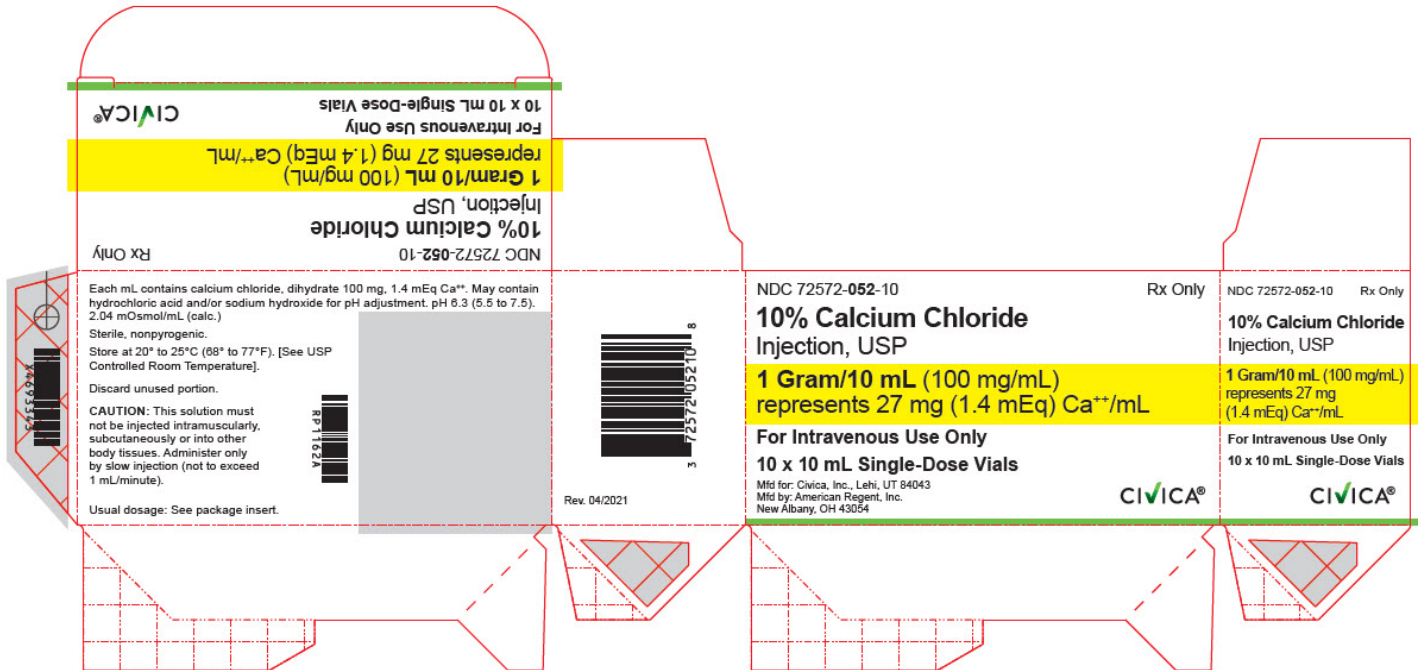 CIVICA®
10 x 10 mL Single-Dose Vials
For Intravenous Use Only
represents 27 mg (1.4 mEq) Ca⁺⁺/mL
1 Gram/10 mL (100 mg/mL)
Injection, USP
10% Calcium Chloride
NDC 72572-052-10 Rx Only
Each mL contains calcium chloride, dihydrate 100 mg, 1.4 mEq Ca⁺⁺. May contain
hydrochloric acid and/or sodium hydroxide for pH adjustment. pH 6.3 (5.5 to 7.5).
2.04 mOsmol/mL (calc.)
Sterile, nonpyrogenic.
Store at 20° to 25°C (68° to 77°F). [See USP
Controlled Room Temperature].
Discard unused portion.
CAUTION: This solution must
not be injected intramuscularly,
subcutaneously or into other
body tissues. Administer only
by slow injection (not to exceed
1 mL/minute).
Usual dosage: See package insert.
RP1162A
3 72572 05210 8
Rev. 04/2021
NDC 72572-052-10 Rx Only
10% Calcium Chloride
Injection, USP
1 Gram/10 mL (100 mg/mL)
represents 27 mg (1.4 mEq) Ca⁺⁺/mL
For Intravenous Use Only
10 x 10 mL Single-Dose Vials
Mfd for: Civica, Inc., Lehi, UT 84043
Mfd by: American Regent, Inc.
New Albany, OH 43054
CIVICA®
NDC 72572-052-10 Rx Only
10% Calcium Chloride
Injection, USP
1 Gram/10 mL (100 mg/mL)
represents 27 mg
(1.4 mEq) Ca⁺⁺/mL
For Intravenous Use Only
10 x 10 mL Single-Dose Vials
CIVICA®